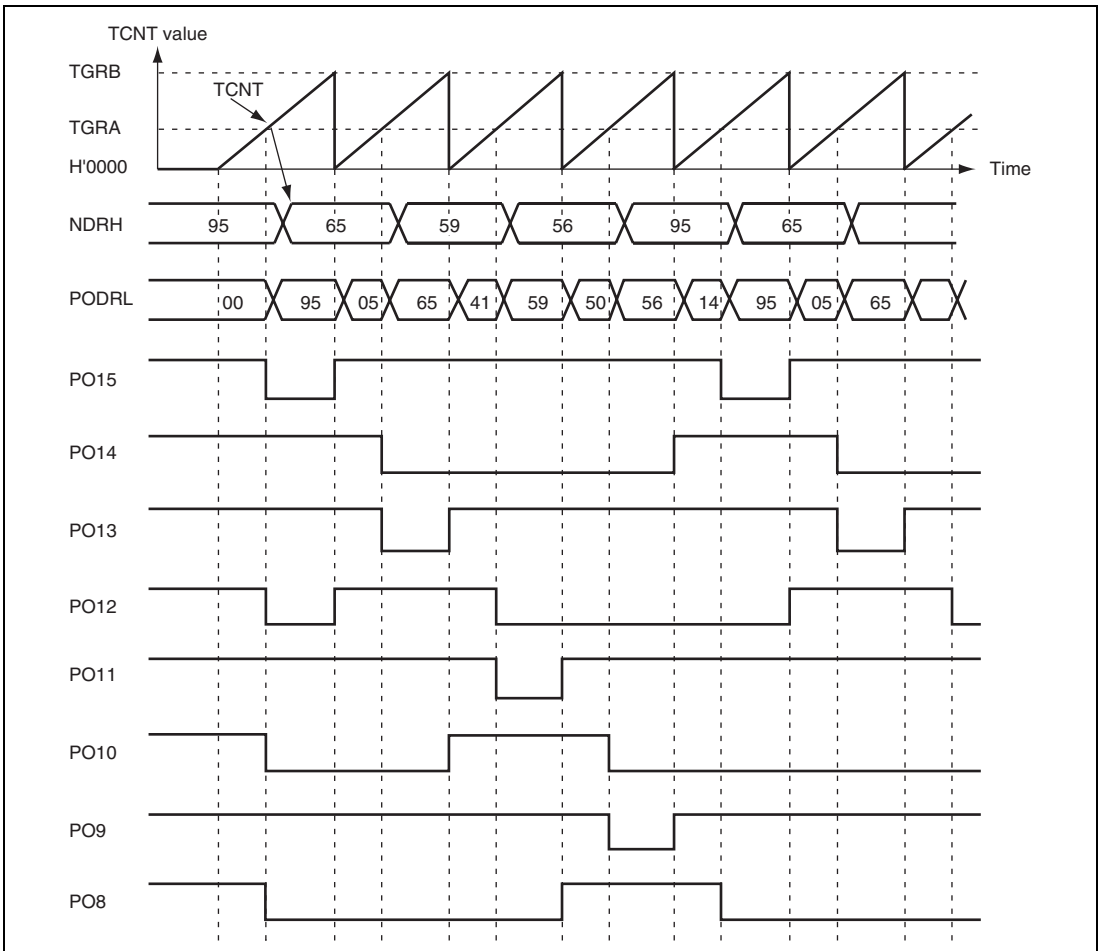 TCNT value
TGRB
TCNT
TGRA
H'0000
Time
NDRH 95 65 59 56 95 65
PODRL 00 95 05 65 41 59 50 56 14 95 05 65
PO15
PO14
PO13
PO12
PO11
PO10
PO9
PO8